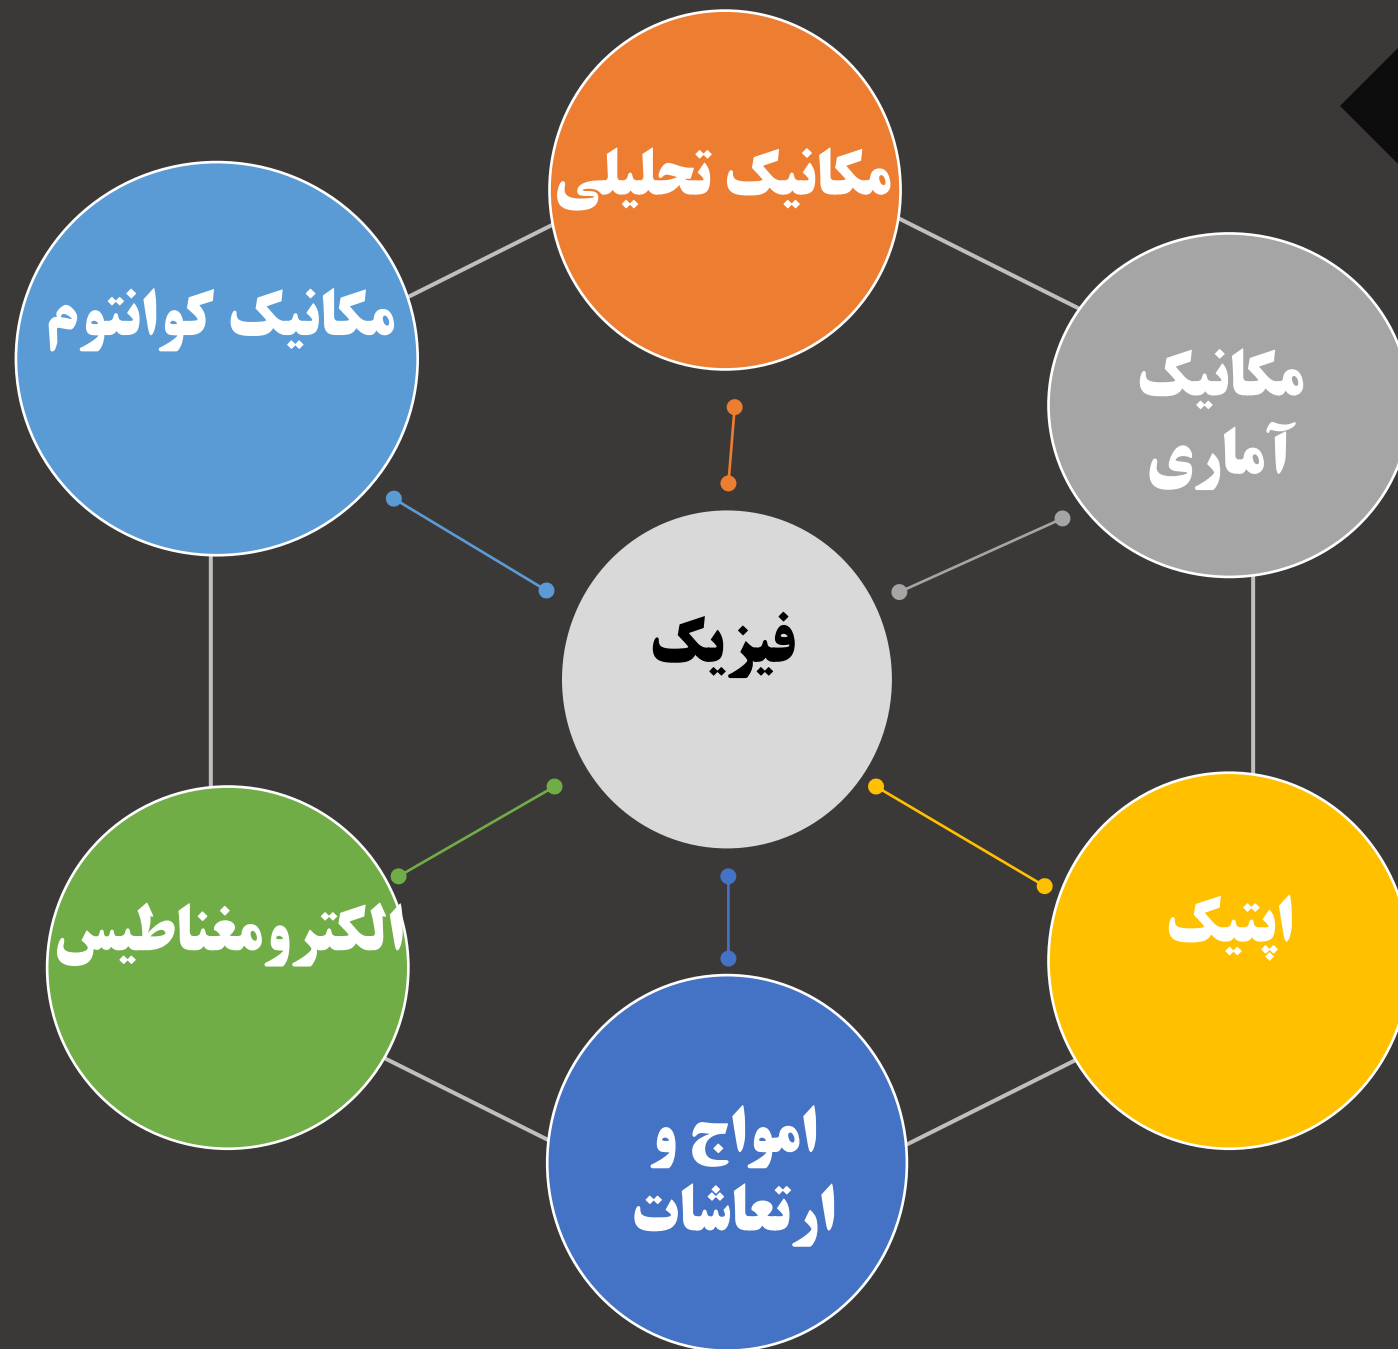 مکانیک تحلیلی
مکانیک کوانتوم
مکانیک
آماری
فیزیک
الکترومغناطیس
اپتیک
امواج و
ارتعاشات